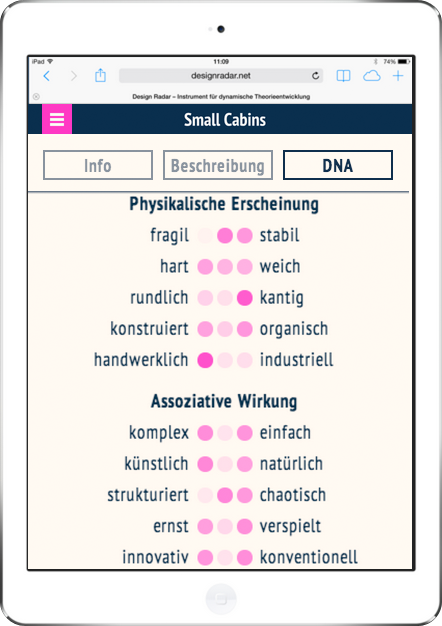 iPad 11:09 74%
designradar.net
Design Radar – Instrument für dynamische Theorieentwicklung
Small Cabins
Info Beschreibung DNA
Physikalische Erscheinung
fragil stabil
hart weich
rundlich kantig
konstruiert organisch
handwerklich industriell
Assoziative Wirkung
komplex einfach
künstlich natürlich
strukturiert chaotisch
ernst verspielt
innovativ konventionell